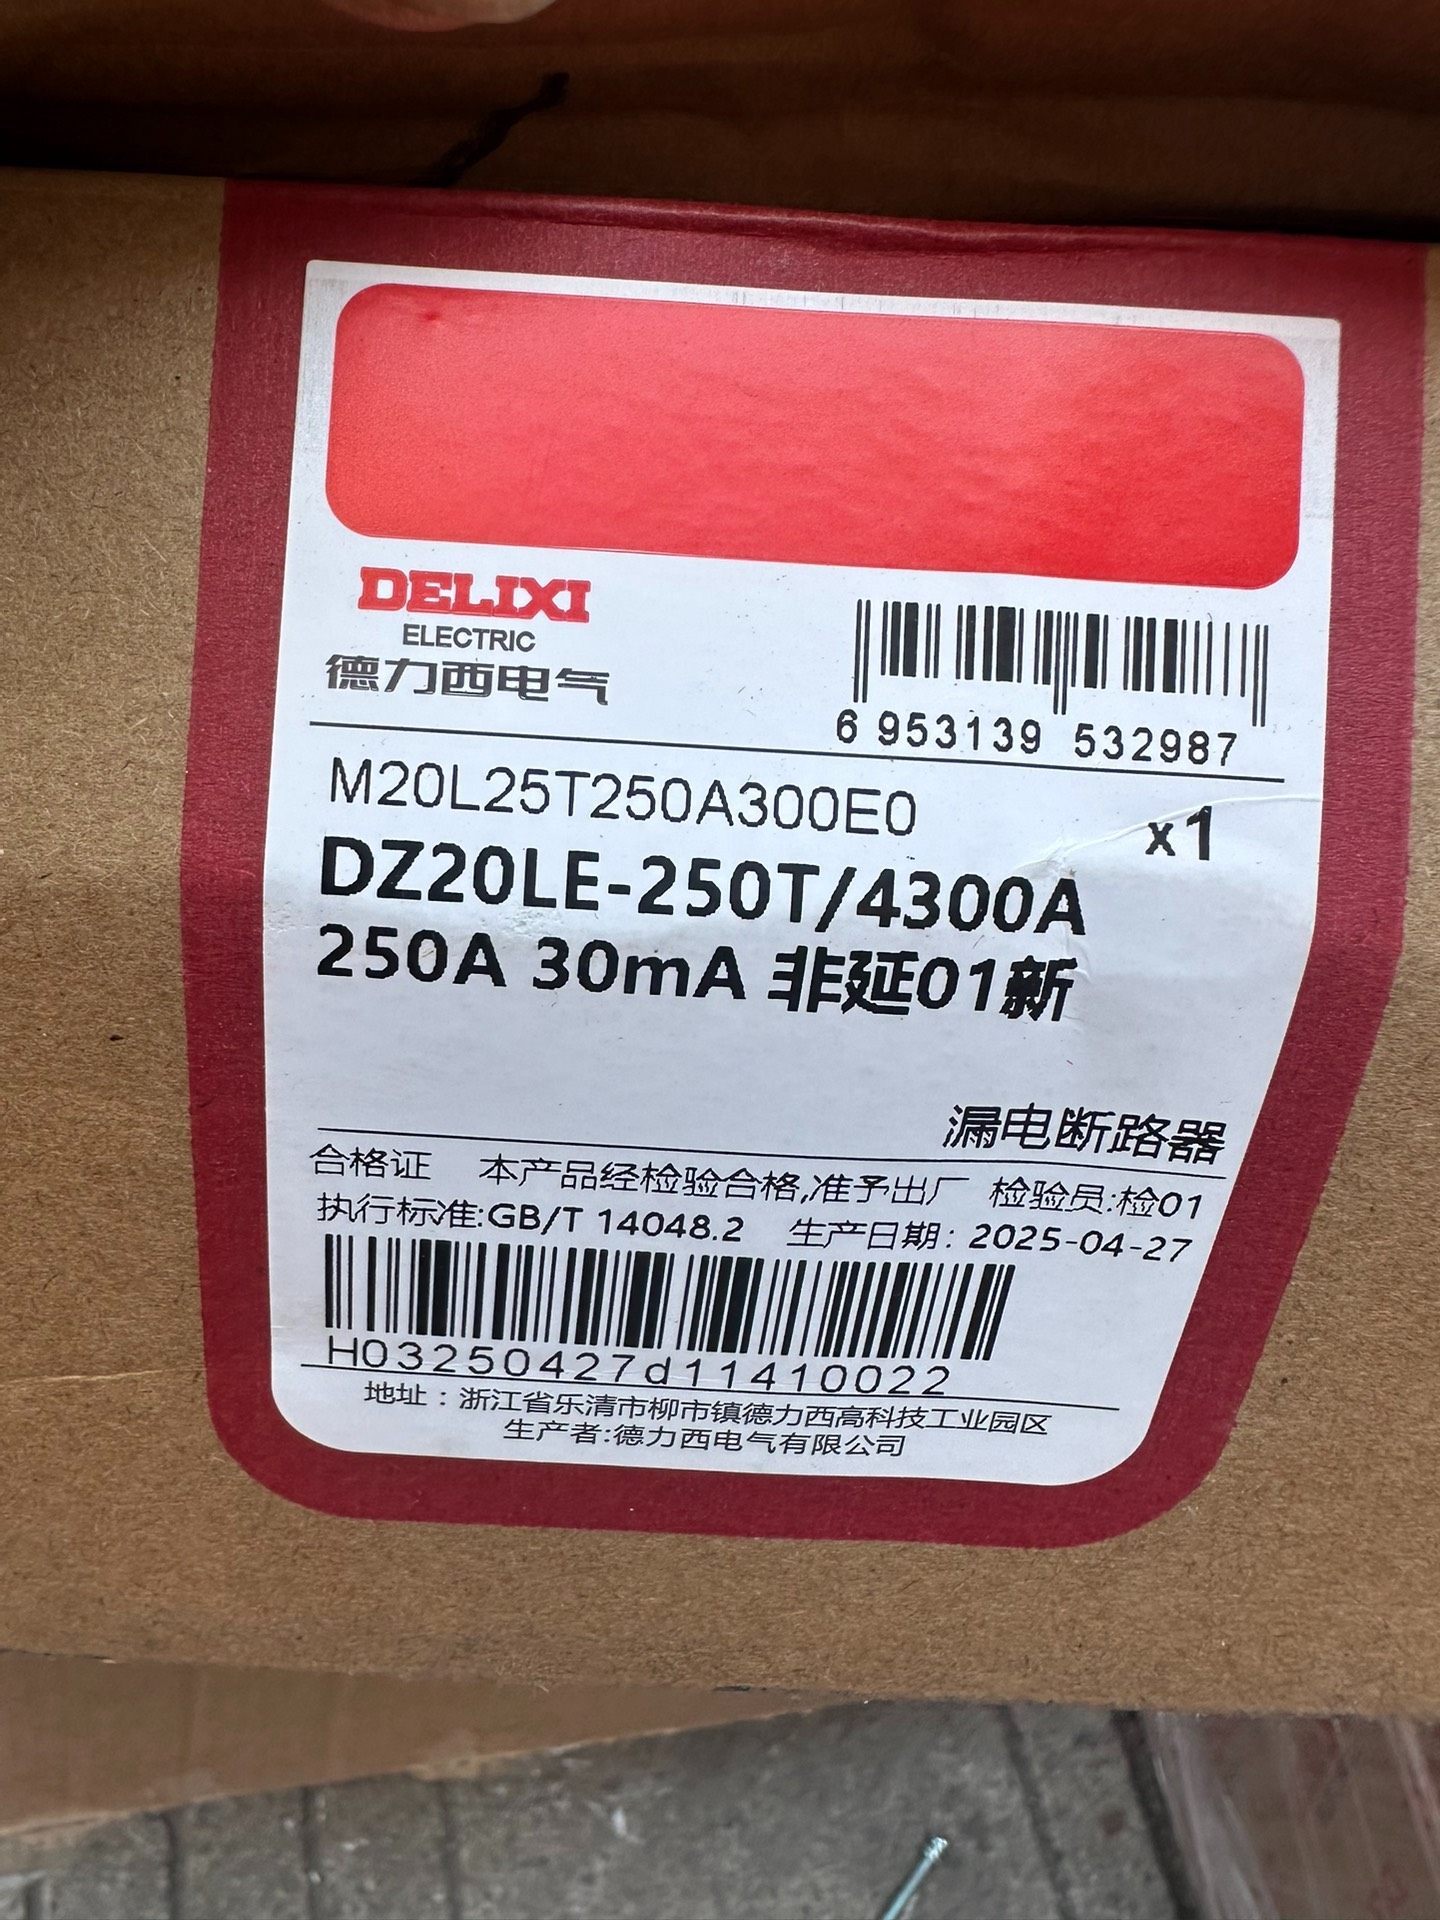 DELIXI
ELECTRIC
德力西电气
6 953139 532987
M20L25T250A300E0
x1
DZ20LE-250T/4300A
250A 30mA 非延01新
漏电断路器
合格证 本产品经检验合格,准予出厂 检验员:检01
执行标准:GB/T 14048.2 生产日期: 2025-04-27
H03250427d11410022
地址:浙江省乐清市柳市镇德力西高科技工业园区
生产者:德力西电气有限公司